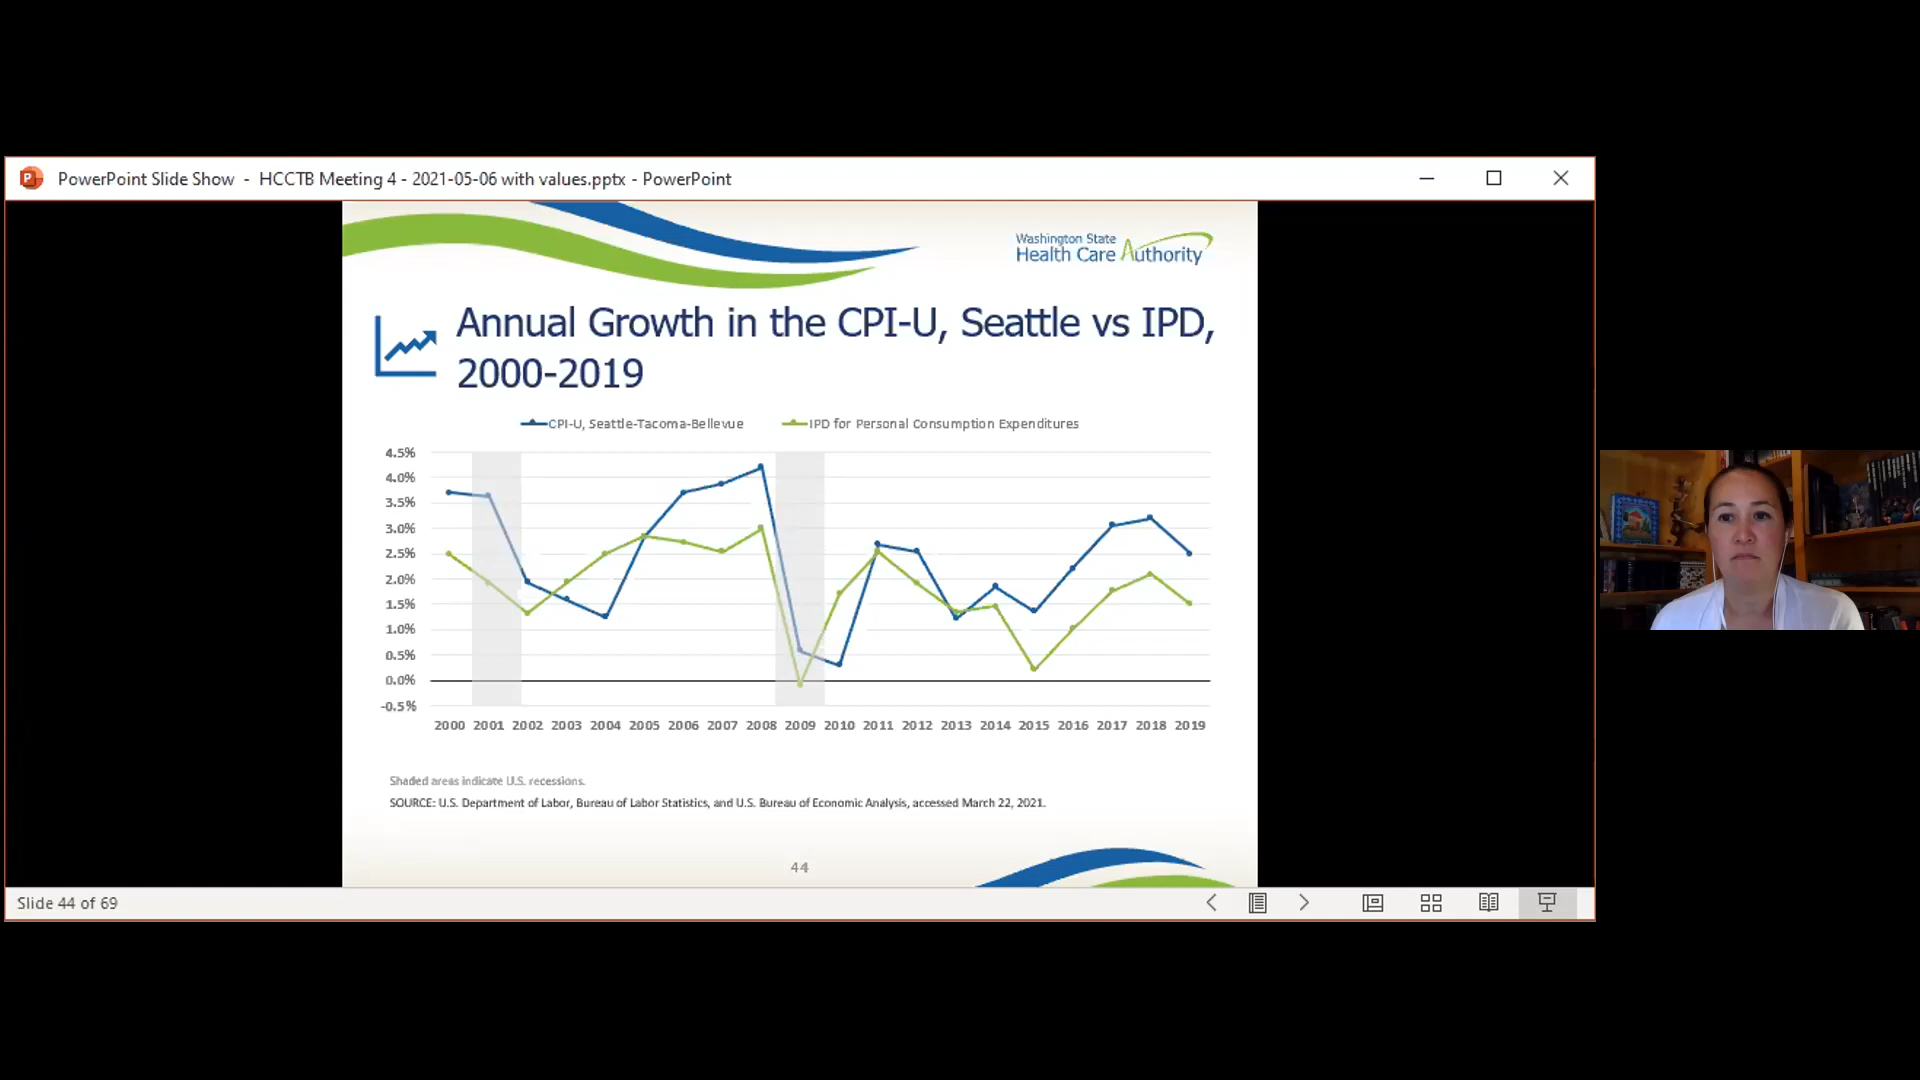 PowerPoint Slide Show - HCCTB Meeting 4 - 2021-05-06 with values.pptx - PowerPoint
Washington State
Health Care Authority
Annual Growth in the CPI-U, Seattle vs IPD,
2000-2019
CPI-U, Seattle-Tacoma-Bellevue IPD for Personal Consumption Expenditures
4.5%
4.0%
3.5%
3.0%
2.5%
2.0%
1.5%
1.0%
0.5%
0.0%
-0.5%
2000 2001 2002 2003 2004 2005 2006 2007 2008 2009 2010 2011 2012 2013 2014 2015 2016 2017 2018 2019
Shaded areas indicate U.S. recessions.
SOURCE: U.S. Department of Labor, Bureau of Labor Statistics, and U.S. Bureau of Economic Analysis, accessed March 22, 2021.
44
Slide 44 of 69